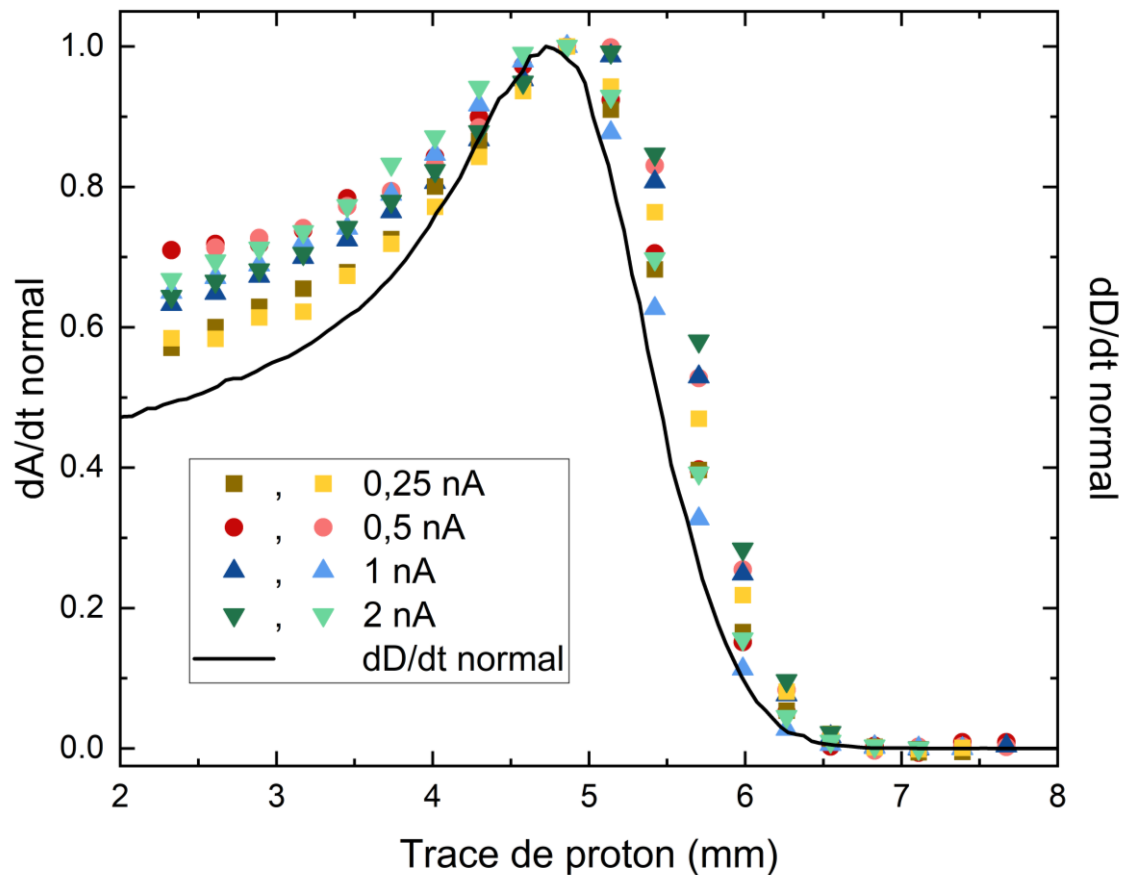 dA/dt normal
1.0
0.8
0.6
0.4
0.2
0.0
, 0,25 nA
, 0,5 nA
, 1 nA
, 2 nA
dD/dt normal
2 3 4 5 6 7 8
Trace de proton (mm)
dD/dt normal